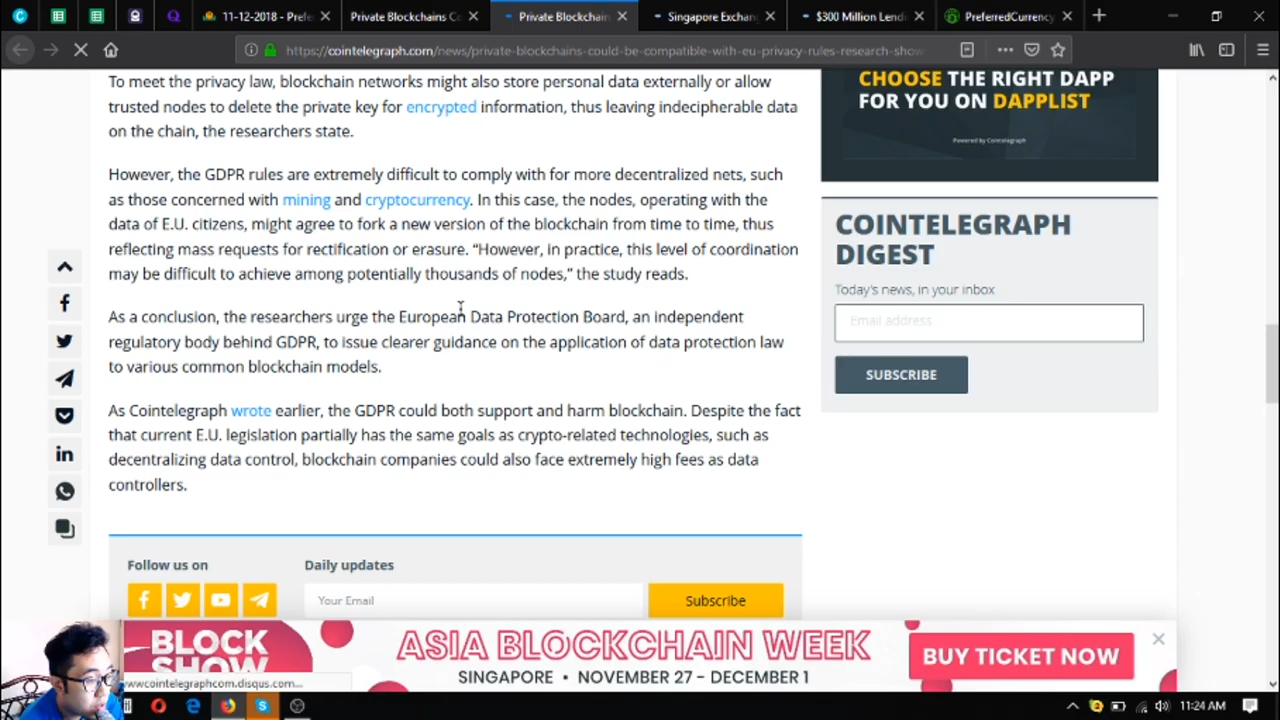 11-12-2018 - Prefe
Private Blockchains Co
Private Blockchain
Singapore Exchan
$300 Million Lend
PreferredCurrency
https://cointelegraph.com/news/private-blockchains-could-be-compatible-with-eu-privacy-rules-research-show
To meet the privacy law, blockchain networks might also store personal data externally or allow
trusted nodes to delete the private key for encrypted information, thus leaving indecipherable data
on the chain, the researchers state.
However, the GDPR rules are extremely difficult to comply with for more decentralized nets, such
as those concerned with mining and cryptocurrency. In this case, the nodes, operating with the
data of E.U. citizens, might agree to fork a new version of the blockchain from time to time, thus
reflecting mass requests for rectification or erasure. “However, in practice, this level of coordination
may be difficult to achieve among potentially thousands of nodes,” the study reads.
As a conclusion, the researchers urge the European Data Protection Board, an independent
regulatory body behind GDPR, to issue clearer guidance on the application of data protection law
to various common blockchain models.
As Cointelegraph wrote earlier, the GDPR could both support and harm blockchain. Despite the fact
that current E.U. legislation partially has the same goals as crypto-related technologies, such as
decentralizing data control, blockchain companies could also face extremely high fees as data
controllers.
CHOOSE THE RIGHT DAPP
FOR YOU ON DAPPLIST
Powered by Cointelegraph
COINTELEGRAPH
DIGEST
Today's news, in your inbox
Email address
SUBSCRIBE
Follow us on
Daily updates
Your Email
Subscribe
BLOCK
SHOW
ASIA BLOCKCHAIN WEEK
SINGAPORE • NOVEMBER 27 - DECEMBER 1
BUY TICKET NOW
wwcointelegraphcom.disqus.com...
11:24 AM